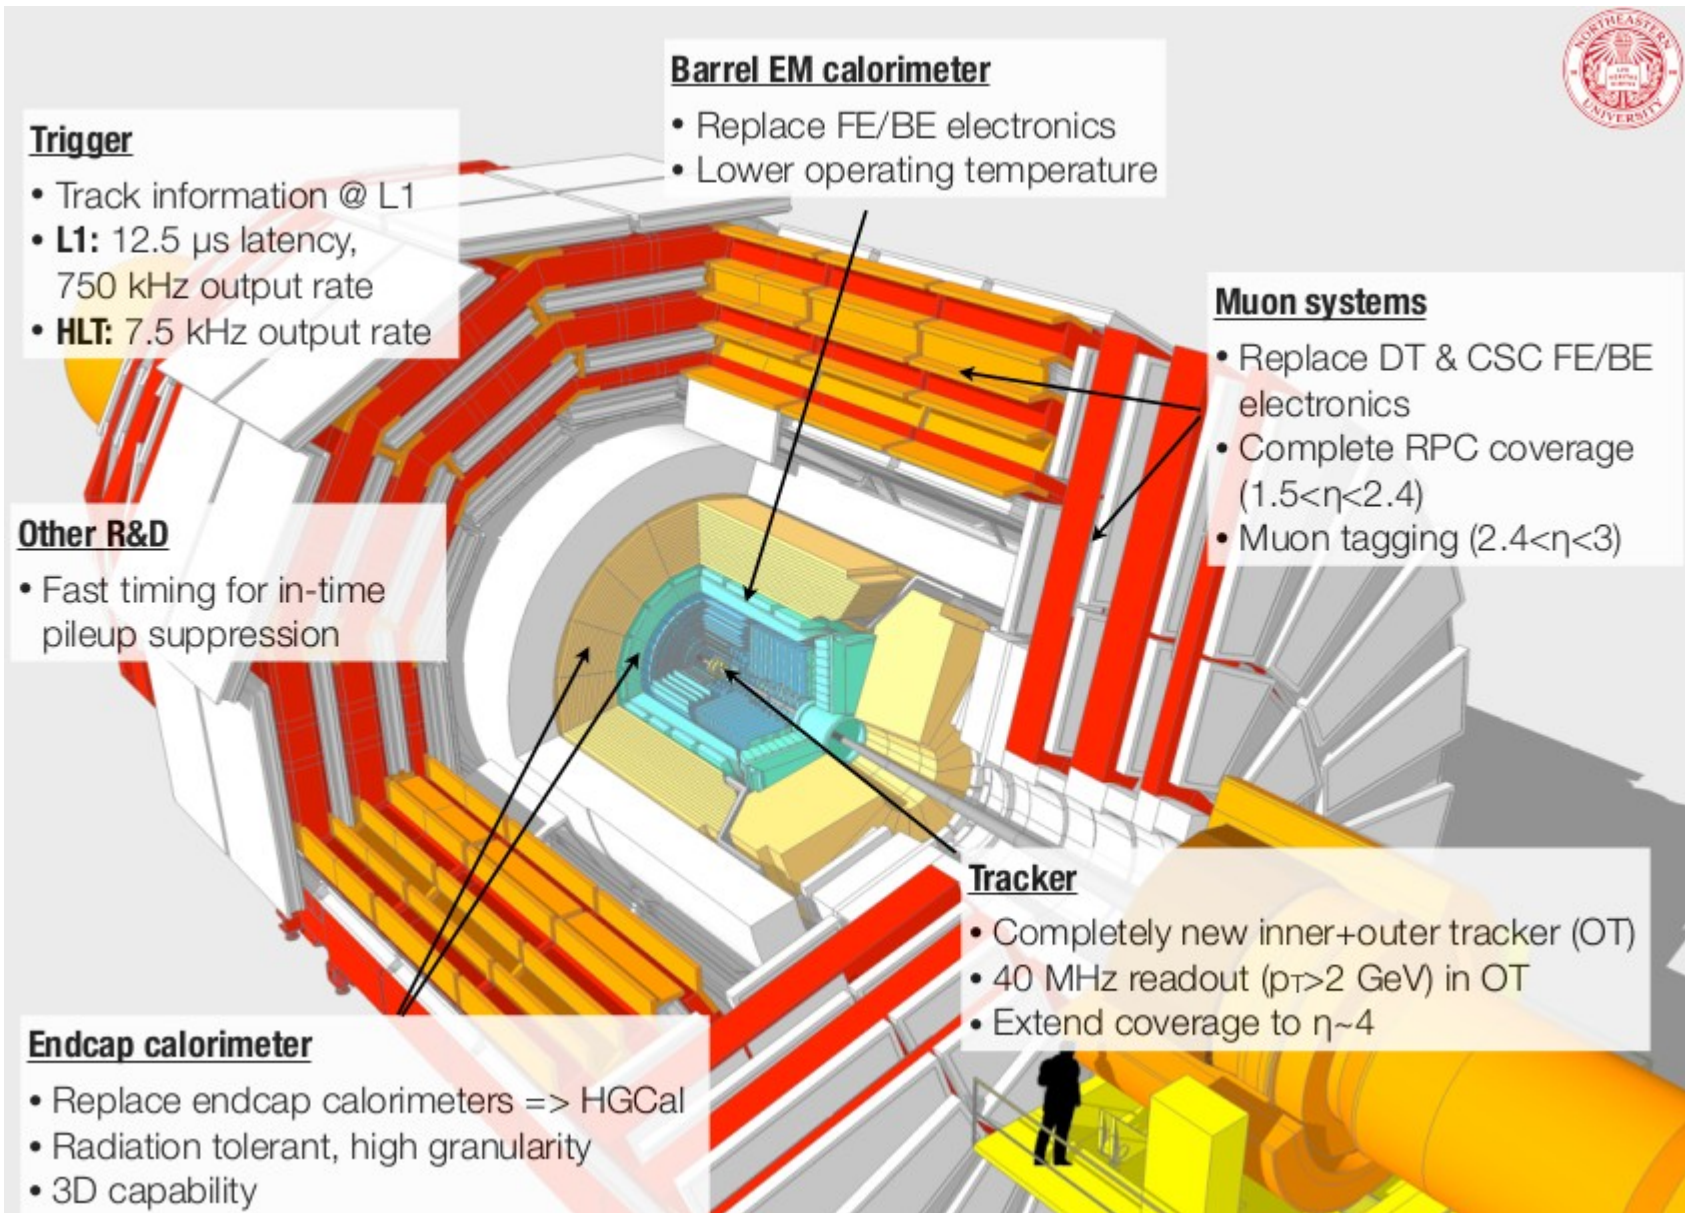 Barrel EM calorimeter
• Replace FE/BE electronics
• Lower operating temperature
NORTHEASTERN
UNIVERSITY
Trigger
• Track information @ L1
• L1: 12.5 μs latency,
750 kHz output rate
• HLT: 7.5 kHz output rate
Muon systems
• Replace DT & CSC FE/BE
electronics
• Complete RPC coverage
(1.5<η<2.4)
• Muon tagging (2.4<η<3)
Other R&D
• Fast timing for in-time
pileup suppression
Tracker
• Completely new inner+outer tracker (OT)
• 40 MHz readout (pT>2 GeV) in OT
• Extend coverage to η~4
Endcap calorimeter
• Replace endcap calorimeters => HGCal
• Radiation tolerant, high granularity
• 3D capability